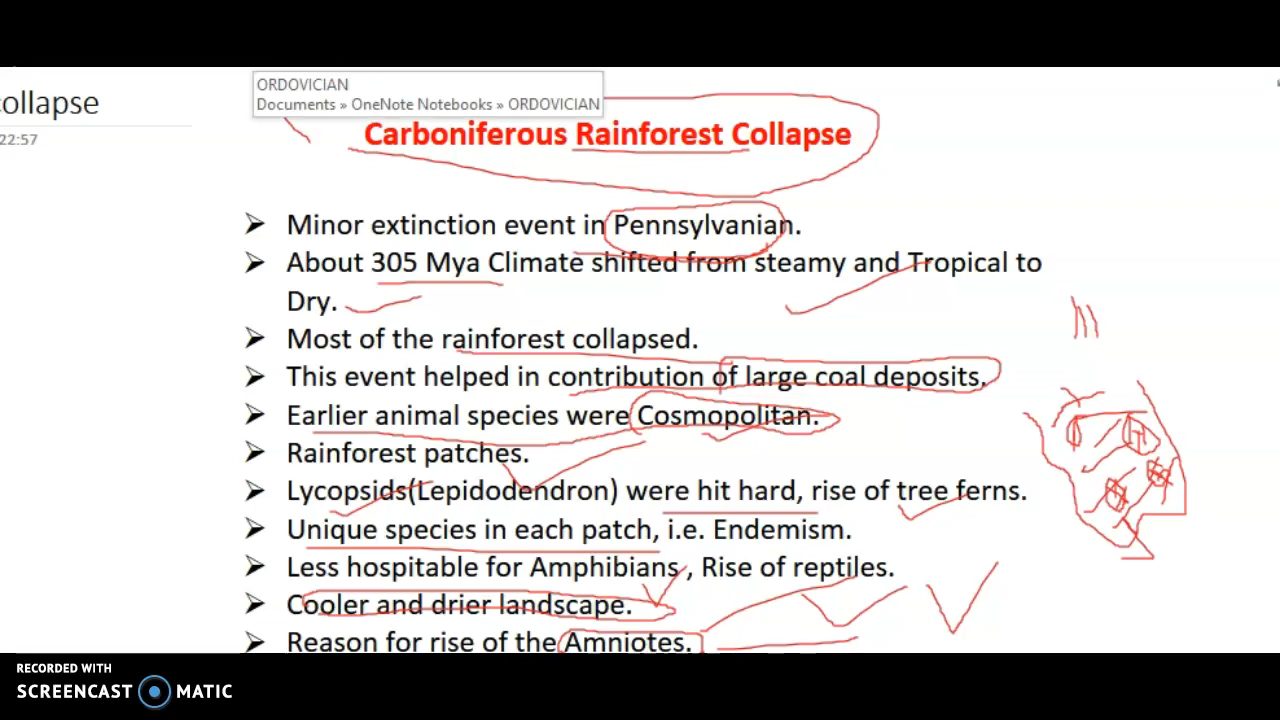 ORDOVICIAN
collapse
Documents » OneNote Notebooks » ORDOVICIAN
Carboniferous Rainforest Collapse
22:57
➢ Minor extinction event in Pennsylvanian.
➢ About 305 Mya Climate shifted from steamy and Tropical to
Dry.
➢ Most of the rainforest collapsed.
➢ This event helped in contribution of large coal deposits.
➢ Earlier animal species were Cosmopolitan.
➢ Rainforest patches.
➢ Lycopsids(Lepidodendron) were hit hard, rise of tree ferns.
➢ Unique species in each patch, i.e. Endemism.
➢ Less hospitable for Amphibians , Rise of reptiles.
➢ Cooler and drier landscape.
➢ Reason for rise of the Amniotes.
RECORDED WITH
SCREENCAST MATIC